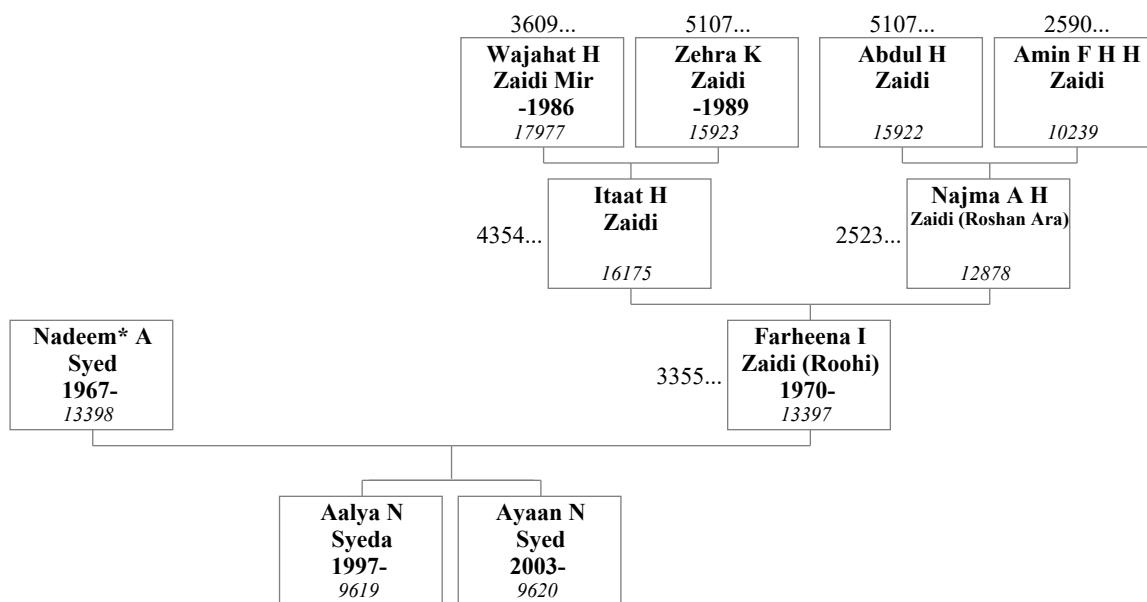 3609...
5107...
5107...
2590...
Wajahat H
Zaidi Mir
-1986
17977
Zehra K
Zaidi
-1989
15923
Abdul H
Zaidi
15922
Amin F H H
Zaidi
10239
4354...
Itaat H
Zaidi
16175
2523...
Najma A H
Zaidi (Roshan Ara)
12878
Nadeem* A
Syed
1967-
13398
3355...
Farheena I
Zaidi (Roohi)
1970-
13397
Aalya N
Syeda
1997-
9619
Ayaan N
Syed
2003-
9620